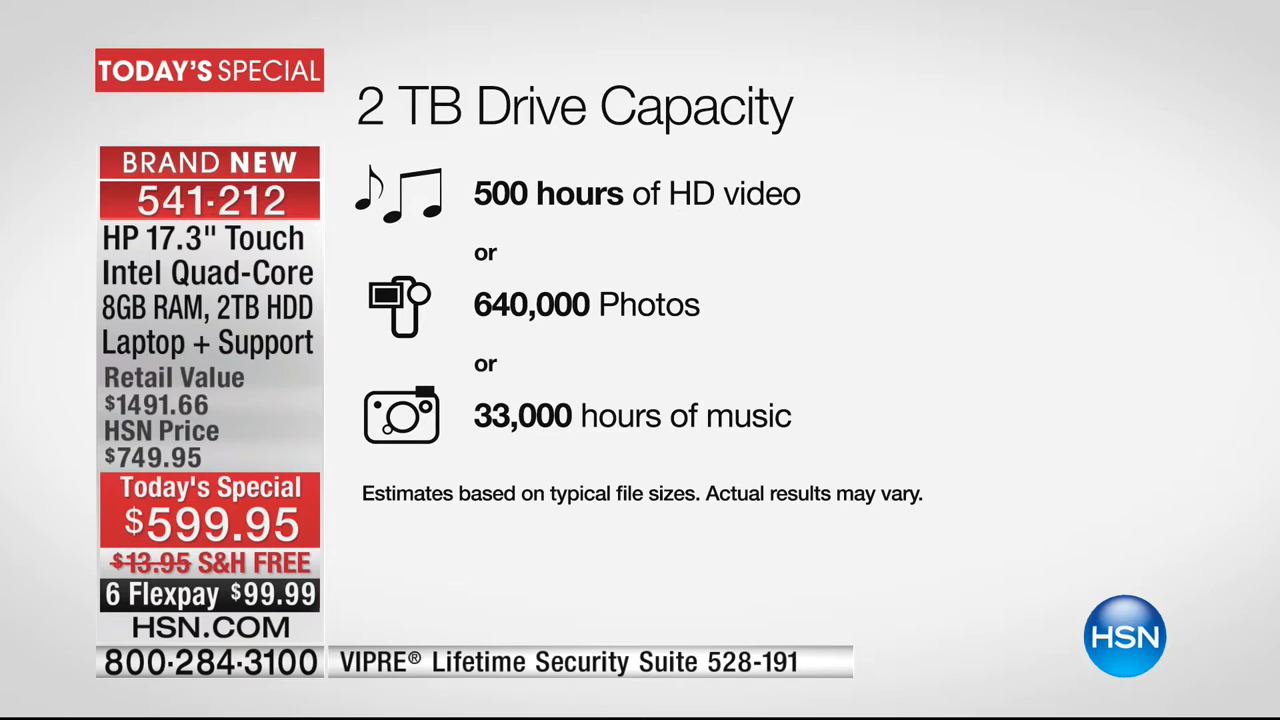 TODAY'S SPECIAL
BRAND NEW
541·212
HP 17.3" Touch
Intel Quad-Core
8GB RAM, 2TB HDD
Laptop + Support
Retail Value
$1491.66
HSN Price
$749.95
Today's Special
$599.95
$13.95 S&H FREE
6 Flexpay $99.99
HSN.COM
800·284·3100
2 TB Drive Capacity
500 hours of HD video
or
640,000 Photos
or
33,000 hours of music
Estimates based on typical file sizes. Actual results may vary.
VIPRE® Lifetime Security Suite 528-191
HSN